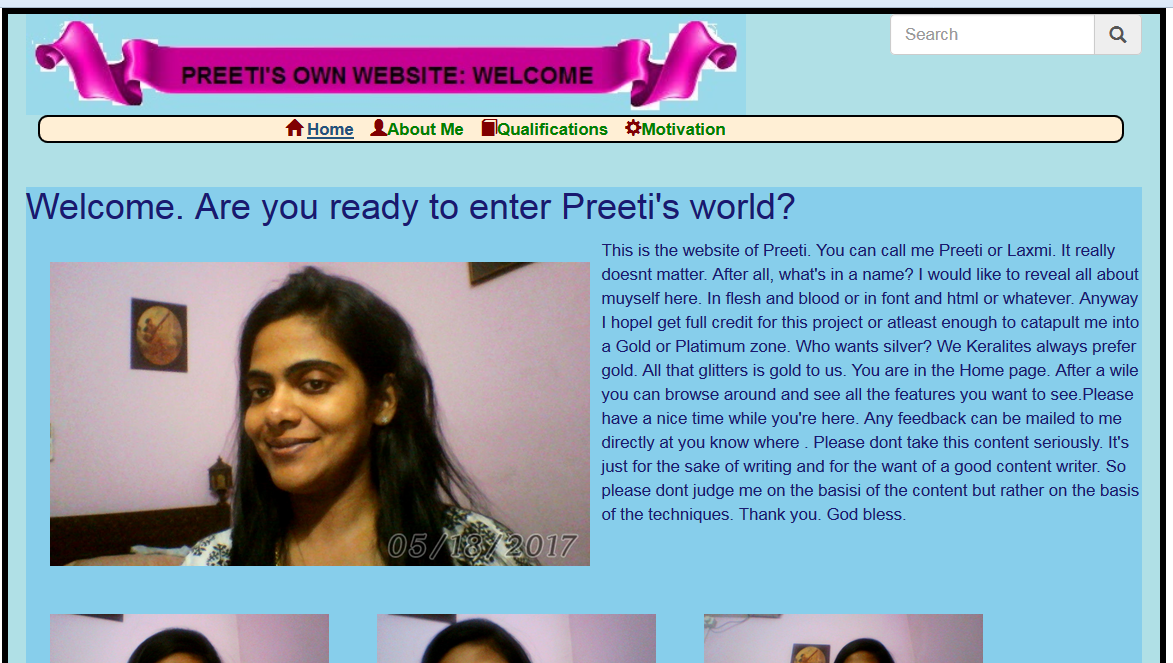 PREETI'S OWN WEBSITE: WELCOME
Search
Home About Me Qualifications Motivation
Welcome. Are you ready to enter Preeti's world?
This is the website of Preeti. You can call me Preeti or Laxmi. It really
doesnt matter. After all, what's in a name? I would like to reveal all about
muyself here. In flesh and blood or in font and html or whatever. Anyway
I hopeI get full credit for this project or atleast enough to catapult me into
a Gold or Platimum zone. Who wants silver? We Keralites always prefer
gold. All that glitters is gold to us. You are in the Home page. After a wile
you can browse around and see all the features you want to see.Please
have a nice time while you're here. Any feedback can be mailed to me
directly at you know where . Please dont take this content seriously. It's
just for the sake of writing and for the want of a good content writer. So
please dont judge me on the basisi of the content but rather on the basis
of the techniques. Thank you. God bless.
05/18/2017